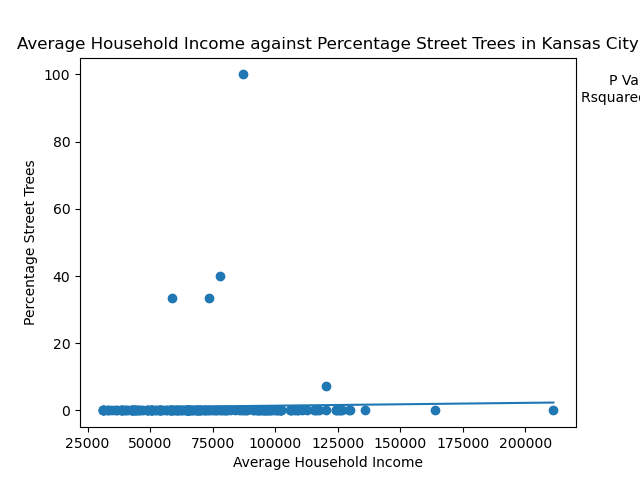 Average Household Income against Percentage Street Trees in Kansas City
P Va
Rsquared
100
80
60
40
20
0
Percentage Street Trees
25000 50000 75000 100000 125000 150000 175000 200000
Average Household Income